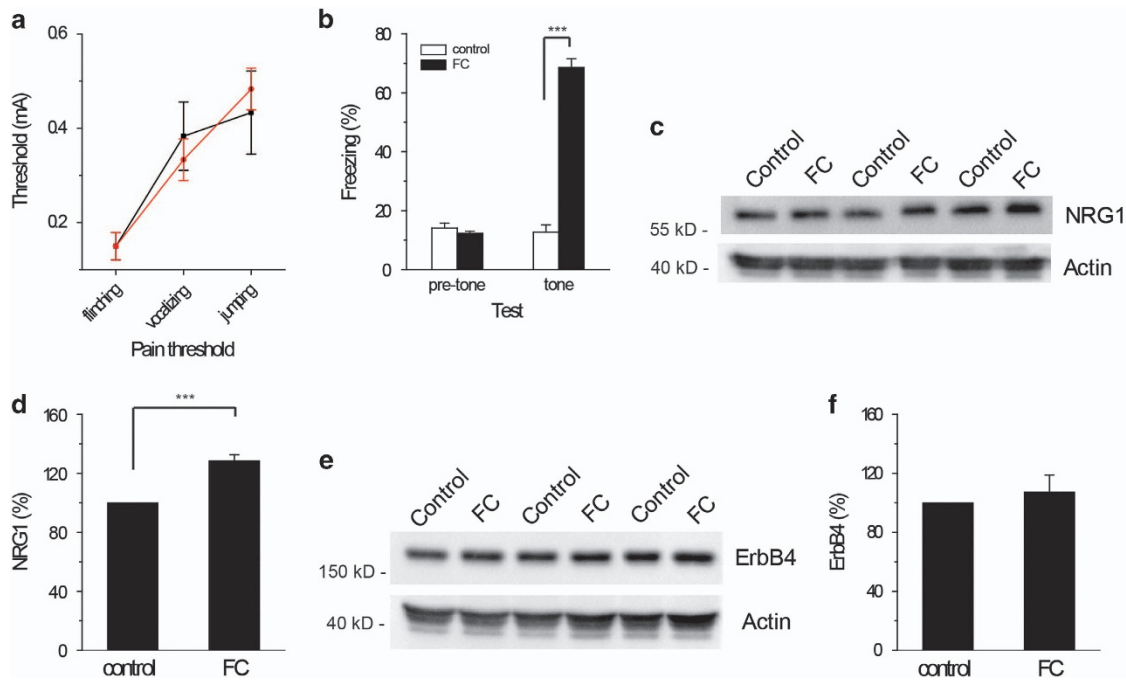 a
Threshold (mA)
0.4
0.2
flinching
vocalizing
jumping
Pain threshold
b
Freezing (%)
80
60
40
20
0
control
FC
***
pre-tone
tone
Test
c
Control
FC
Control
FC
Control
FC
NRG1
55 kD -
40 kD -
Actin
d
NRG1 (%)
160
120
80
40
0
***
control
FC
e
Control
FC
Control
FC
Control
FC
ErbB4
150 kD -
40 kD -
Actin
f
ErbB4 (%)
160
120
80
40
0
control
FC